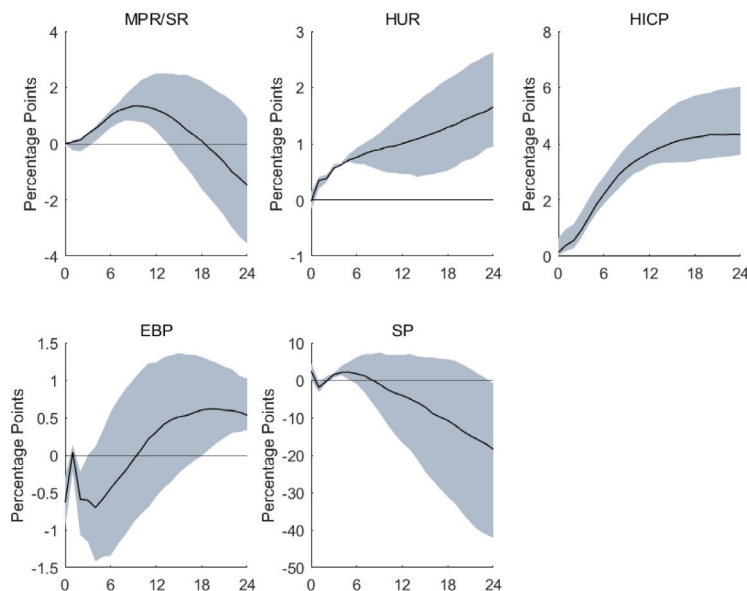 MPR/SR
Percentage Points
4
2
0
-2
-4
0 6 12 18 24
HUR
Percentage Points
3
2
1
0
-1
0 6 12 18 24
HICP
Percentage Points
8
6
4
2
0
0 6 12 18 24
EBP
Percentage Points
1.5
1
0.5
0
-0.5
-1
-1.5
0 6 12 18 24
SP
Percentage Points
10
0
-10
-20
-30
-40
-50
0 6 12 18 24